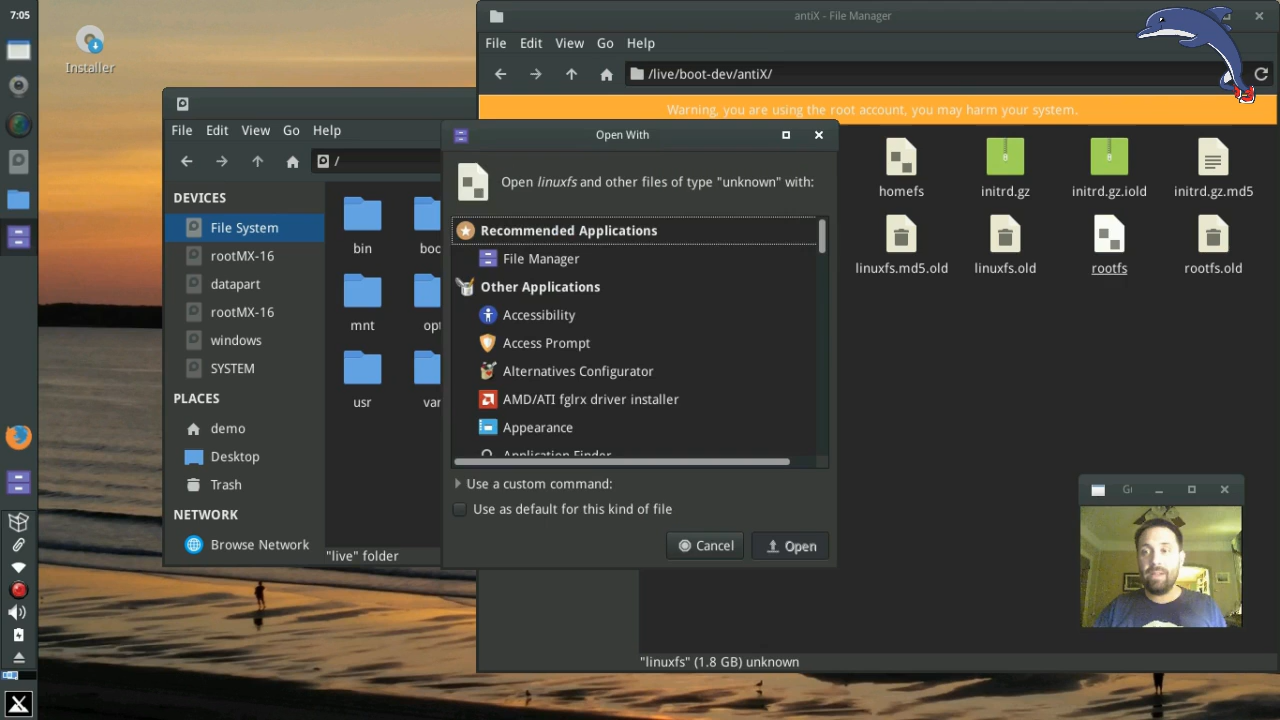 7:05
Installer
antiX - File Manager
File Edit View Go Help
/live/boot-dev/antiX/
Warning, you are using the root account, you may harm your system.
homefs
initrd.gz
initrd.gz.iold
initrd.gz.md5
linuxfs.md5.old
linuxfs.old
rootfs
rootfs.old
"linuxfs" (1.8 GB) unknown
File Edit View Go Help
/
DEVICES
File System
rootMX-16
datapart
rootMX-16
windows
SYSTEM
PLACES
demo
Desktop
Trash
NETWORK
Browse Network
bin
boc
mnt
opt
usr
var
"live" folder
Open With
Open linuxfs and other files of type "unknown" with:
Recommended Applications
File Manager
Other Applications
Accessibility
Access Prompt
Alternatives Configurator
AMD/ATI fglrx driver installer
Appearance
Application Finder
Use a custom command:
Use as default for this kind of file
Cancel
Open